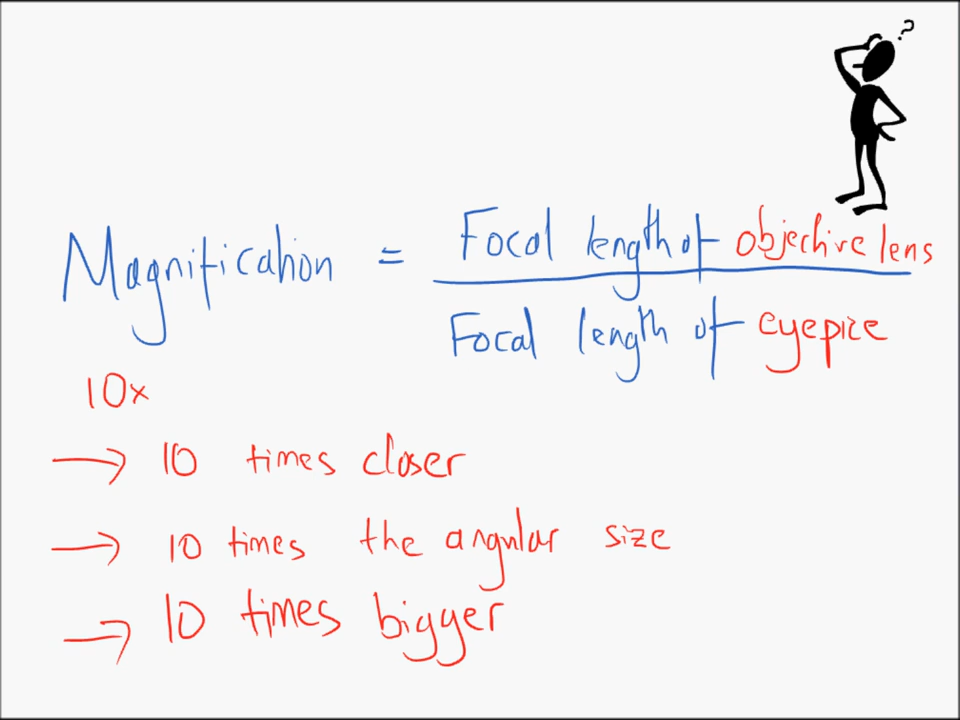 ?
Magnification = Focal length of objective lens
Focal length of eyepice
10x
→ 10 times closer
→ 10 times the angular size
→ 10 times bigger